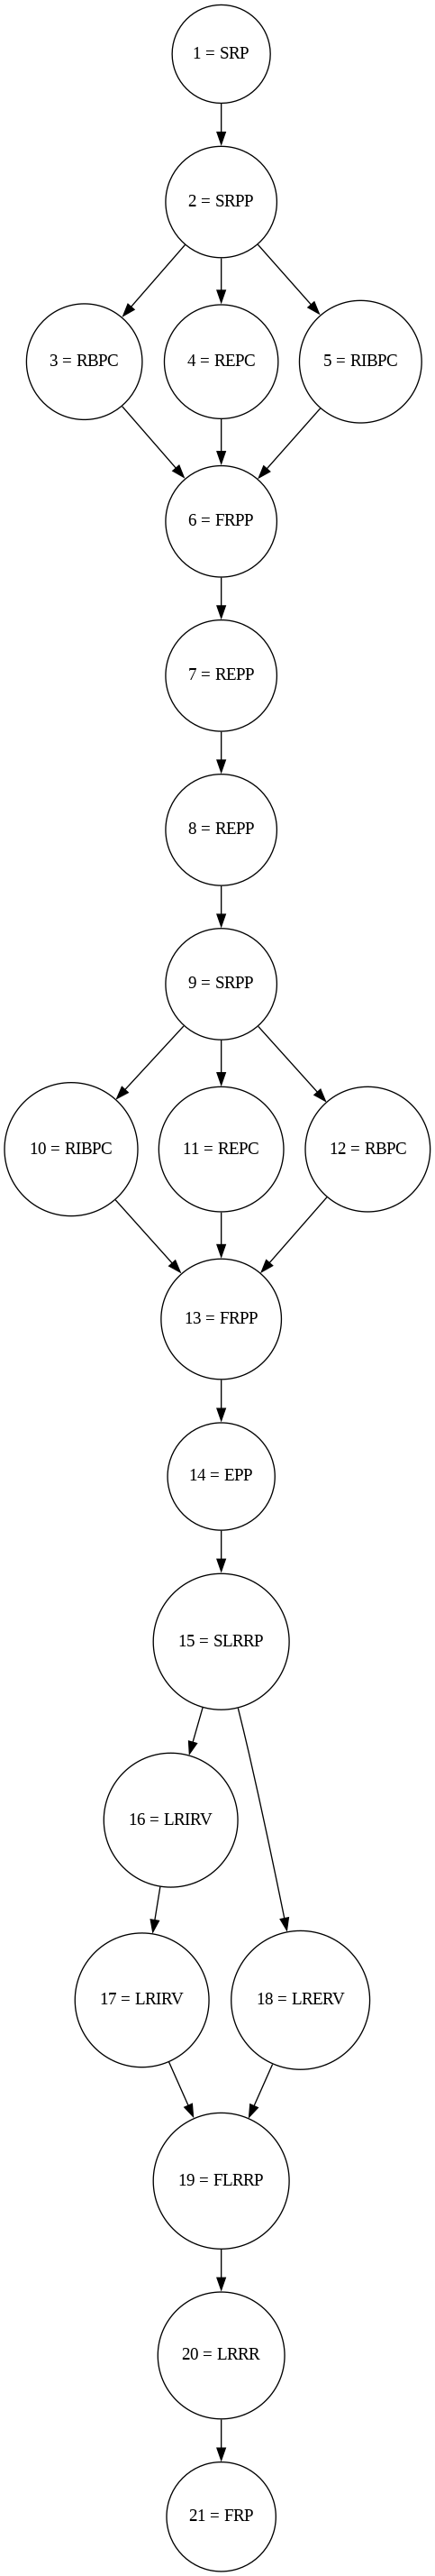 1 = SRP
2 = SRPP
3 = RBPC
4 = REPC
5 = RIBPC
6 = FRPP
7 = REPP
8 = REPP
9 = SRPP
10 = RIBPC
11 = REPC
12 = RBPC
13 = FRPP
14 = EPP
15 = SLRRP
16 = LRIRV
17 = LRIRV
18 = LRERV
19 = FLRRP
20 = LRRR
21 = FRP